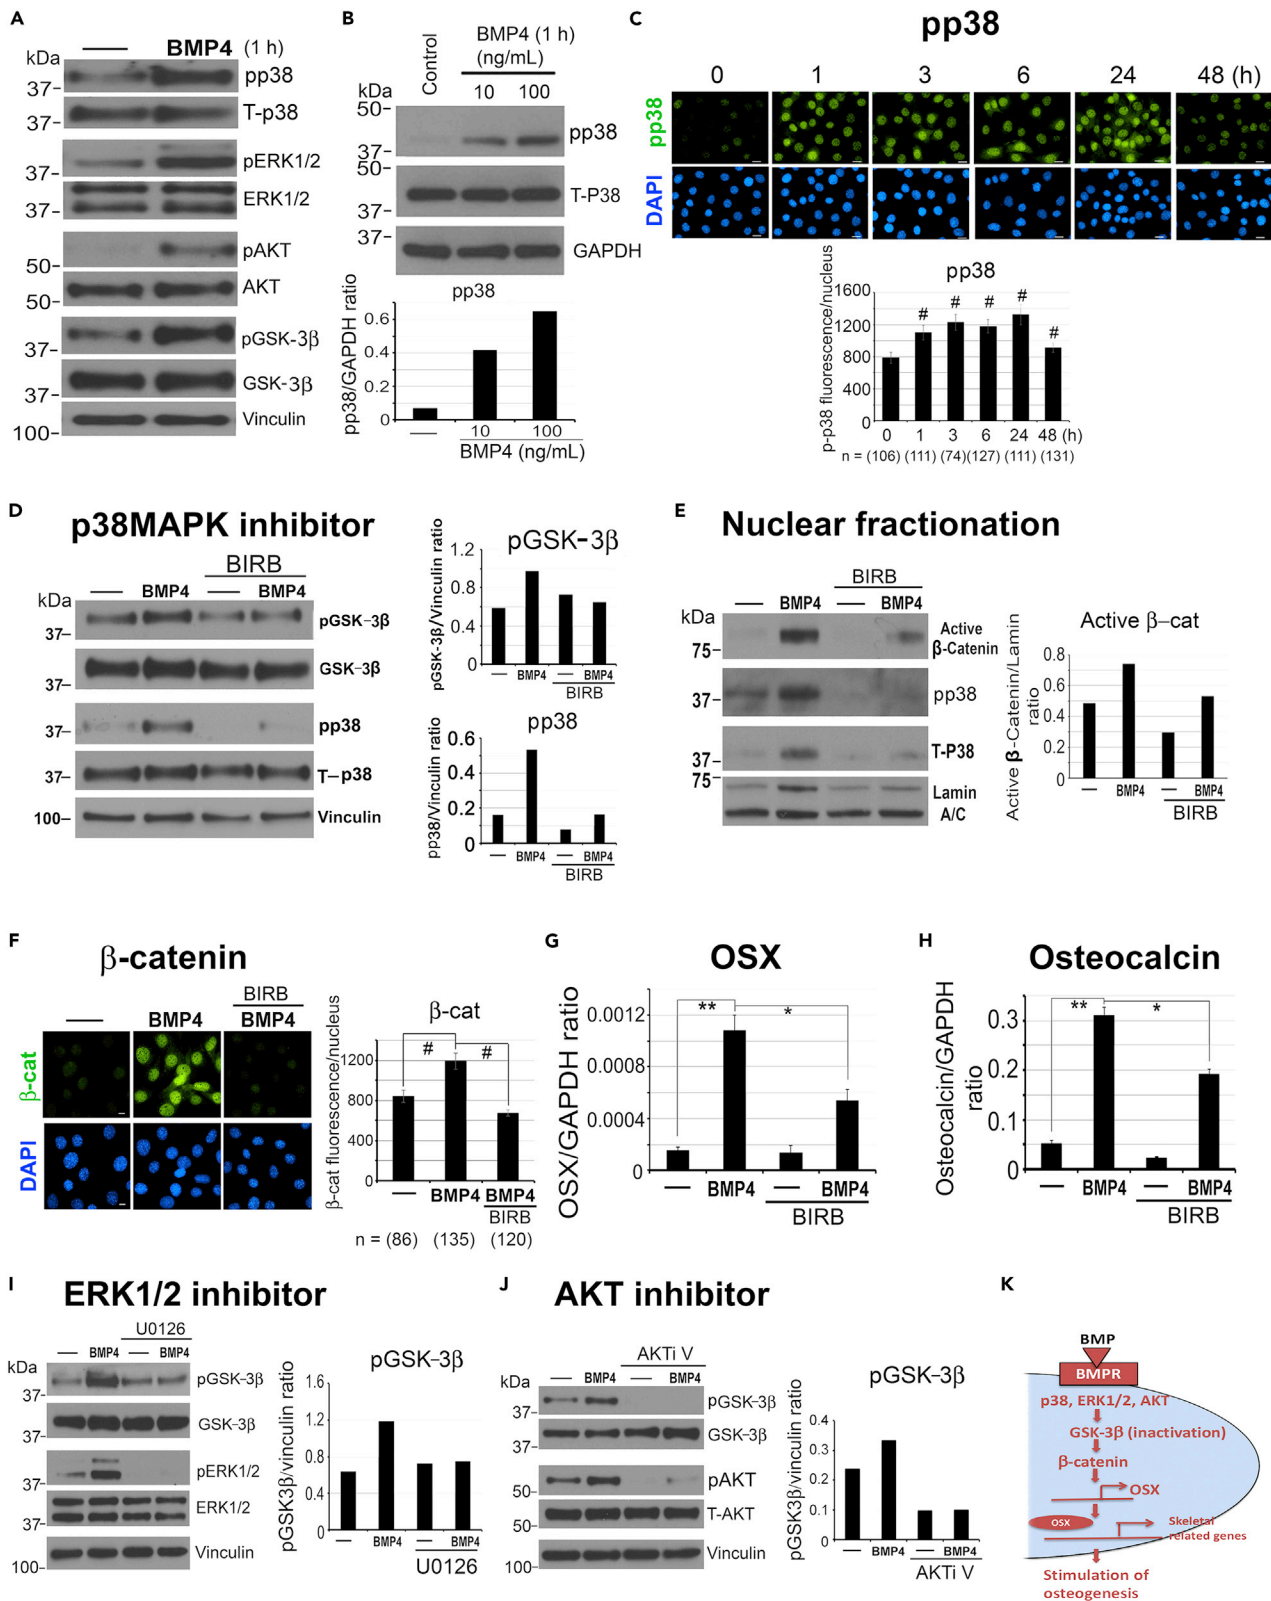 A
BMP4 (1 h)
kDa
pp38
37
T-p38
37
pERK1/2
37
ERK1/2
37
pAKT
50
AKT
50
pGSK-3β
37
GSK-3β
37
Vinculin
100
B
BMP4 (1 h)
(ng/mL)
Control
10 100
kDa
50
pp38
37
50
T-P38
37
37
GAPDH
pp38
pp38/GAPDH ratio
0.6
0.4
0.2
0
10 100
BMP4 (ng/mL)
C
pp38
0 1 3 6 24 48 (h)
pp38
DAPI
pp38
p-p38 fluorescence/nucleus
1600
1200
800
400
0
# # # # #
0 1 3 6 24 48 (h)
n = (106) (111) (74) (127) (111) (131)
D
p38MAPK inhibitor
BIRB
— BMP4 — BMP4
kDa
pGSK-3β
37
GSK-3β
37
pp38
37
T-p38
37
100
Vinculin
pGSK-3β
pGSK-3β/Vinculin ratio
1.2
0.8
0.4
0
— BMP4 — BMP4
BIRB
pp38
pp38/Vinculin ratio
0.6
0.4
0.2
0
— BMP4 — BMP4
BIRB
E
Nuclear fractionation
BIRB
— BMP4 — BMP4
kDa
Active
β-Catenin
75
pp38
37
T-P38
37
75
Lamin
A/C
Active β-cat
Active β-Catenin/Lamin
ratio
0.8
0.6
0.4
0.2
0
— BMP4 — BMP4
BIRB
F
β-catenin
BIRB
— BMP4 BMP4
β-cat
DAPI
β-cat
β-cat fluorescence/nucleus
1200
800
400
0
# #
— BMP4 BMP4
BIRB
n = (86) (135) (120)
G
OSX
OSX/GAPDH ratio
0.0012
0.0008
0.0004
0
** *
— BMP4 — BMP4
BIRB
H
Osteocalcin
Osteocalcin/GAPDH
ratio
0.3
0.2
0.1
0
** *
— BMP4 — BMP4
BIRB
I
ERK1/2 inhibitor
U0126
— BMP4 — BMP4
kDa
pGSK-3β
37
GSK-3β
37
pERK1/2
37
ERK1/2
37
Vinculin
100
pGSK-3β
pGSK3β/vinculin ratio
1.6
1.2
0.8
0.4
0
— BMP4 — BMP4
U0126
J
AKT inhibitor
AKTi V
— BMP4 — BMP4
kDa
pGSK-3β
37
GSK-3β
37
pAKT
50
T-AKT
50
Vinculin
100
pGSK-3β
pGSK3β/vinculin ratio
0.4
0.3
0.2
0.1
0
— BMP4 — BMP4
AKTi V
K
BMP
BMPR
p38, ERK1/2, AKT
GSK-3β (inactivation)
β-catenin
OSX
OSX
Skeletal
related genes
Stimulation of
osteogenesis